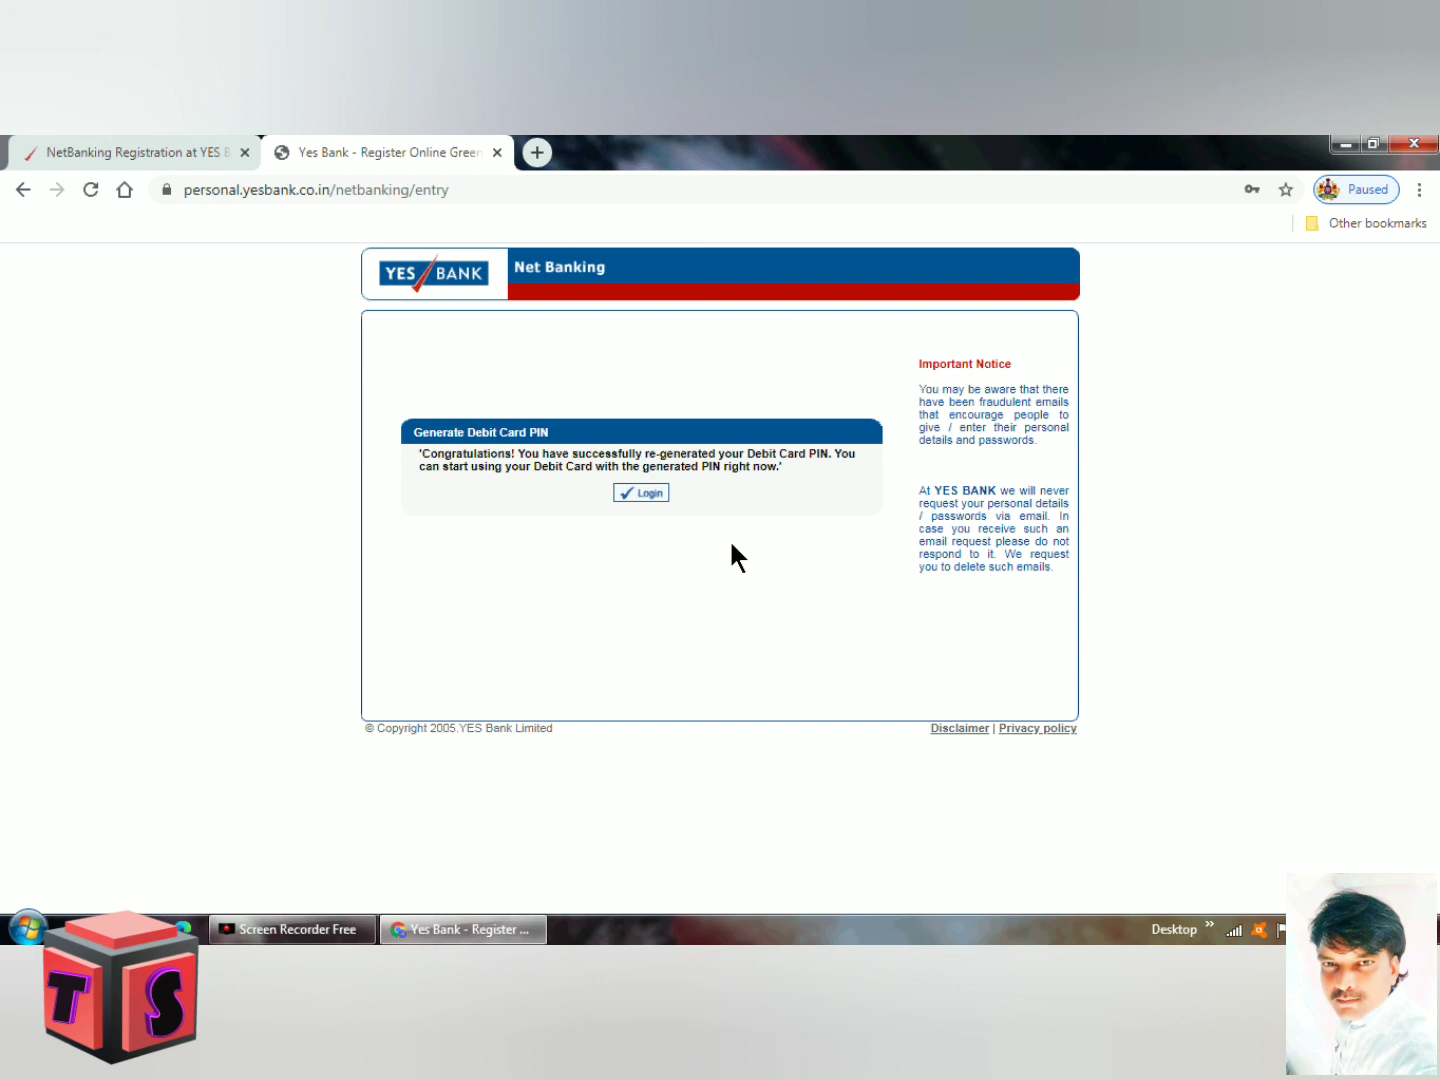 NetBanking Registration at YES B
Yes Bank - Register Online Green
personal.yesbank.co.in/netbanking/entry
Paused
Other bookmarks
YES BANK
Net Banking
Important Notice
You may be aware that there
have been fraudulent emails
that encourage people to
give / enter their personal
details and passwords.
Generate Debit Card PIN
'Congratulations! You have successfully re-generated your Debit Card PIN. You
can start using your Debit Card with the generated PIN right now.'
Login
At YES BANK we will never
request your personal details
/ passwords via email. In
case you receive such an
email request please do not
respond to it. We request
you to delete such emails.
© Copyright 2005.YES Bank Limited
Disclaimer | Privacy policy
Screen Recorder Free
Yes Bank - Register ...
Desktop
T S